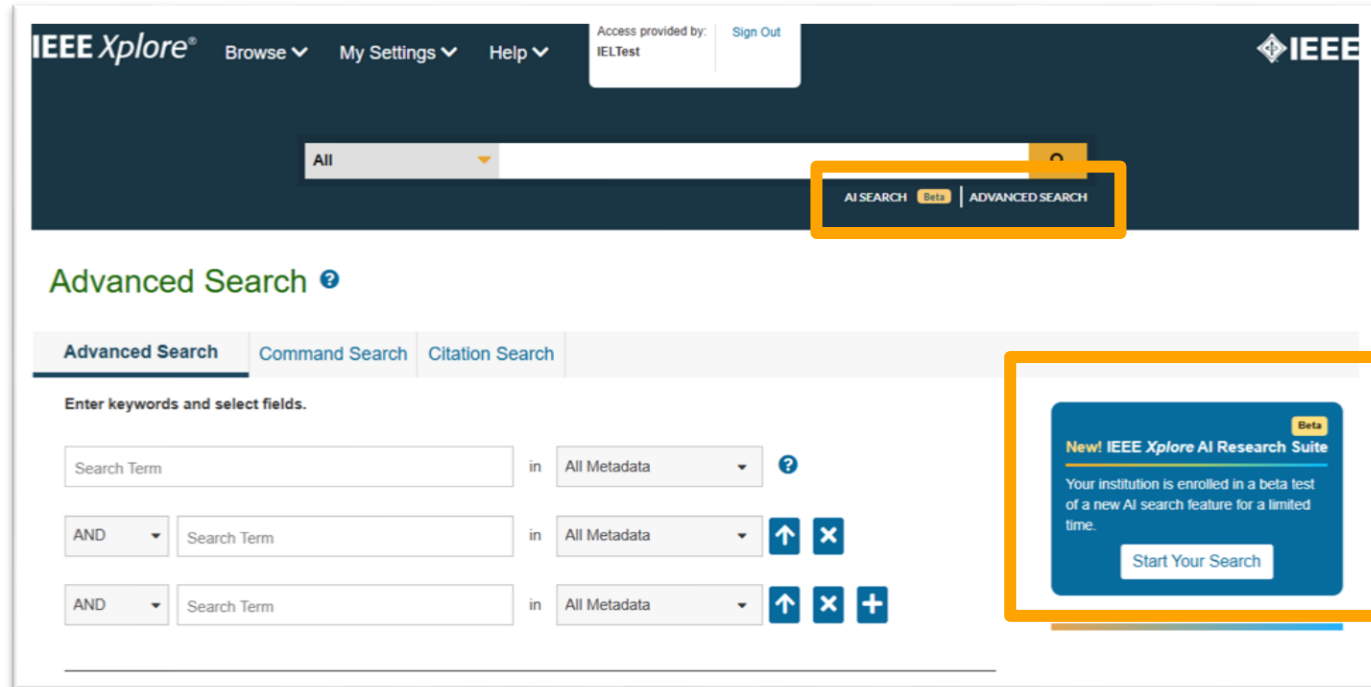 IEEE Xplore® Browse My Settings Help Access provided by: IELTest Sign Out IEEE
All
AI SEARCH Beta | ADVANCED SEARCH
Advanced Search
Advanced Search Command Search Citation Search
Enter keywords and select fields.
Search Term in All Metadata
AND Search Term in All Metadata
AND Search Term in All Metadata
Beta
New! IEEE Xplore AI Research Suite
Your institution is enrolled in a beta test
of a new AI search feature for a limited
time.
Start Your Search